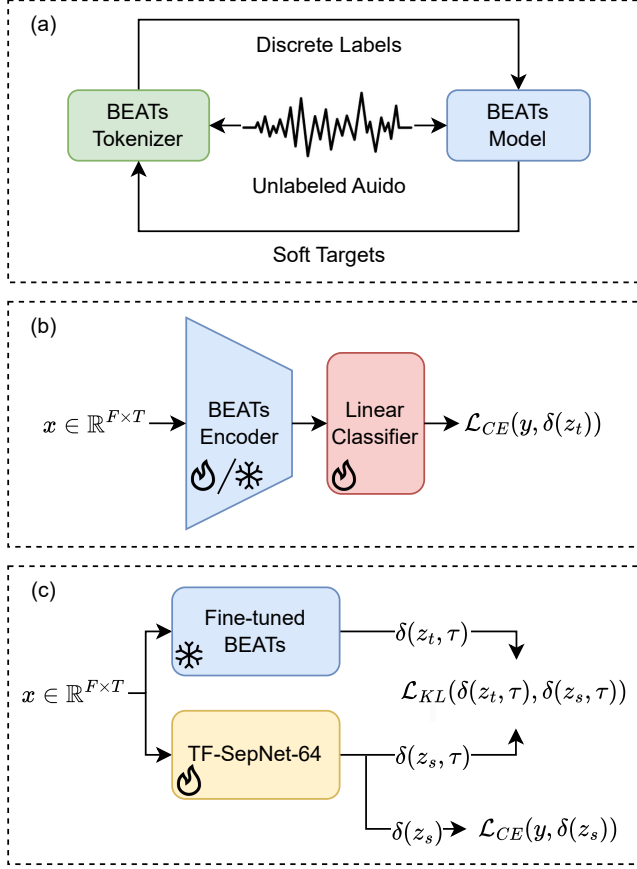 (a)
Discrete Labels
BEATs
Tokenizer
BEATs
Model
Unlabeled Auido
Soft Targets
(b)
x ∈ ℝ^{F×T}
BEATs
Encoder
/
Linear
Classifier
ℒ_{CE}(y, δ(z_t))
(c)
Fine-tuned
BEATs
δ(z_t, τ)
x ∈ ℝ^{F×T}
ℒ_{KL}(δ(z_t, τ), δ(z_s, τ))
TF-SepNet-64
δ(z_s, τ)
δ(z_s)
ℒ_{CE}(y, δ(z_s))